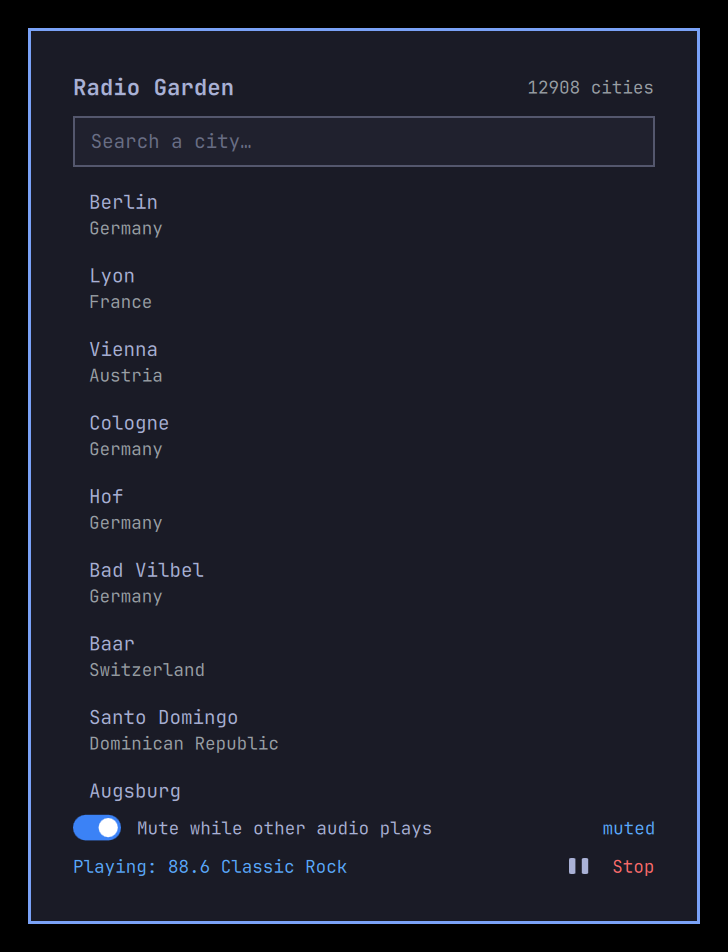 Radio Garden
12908 cities
Search a city…
Berlin
Germany
Lyon
France
Vienna
Austria
Cologne
Germany
Hof
Germany
Bad Vilbel
Germany
Baar
Switzerland
Santo Domingo
Dominican Republic
Augsburg
Mute while other audio plays
muted
Playing: 88.6 Classic Rock
Stop